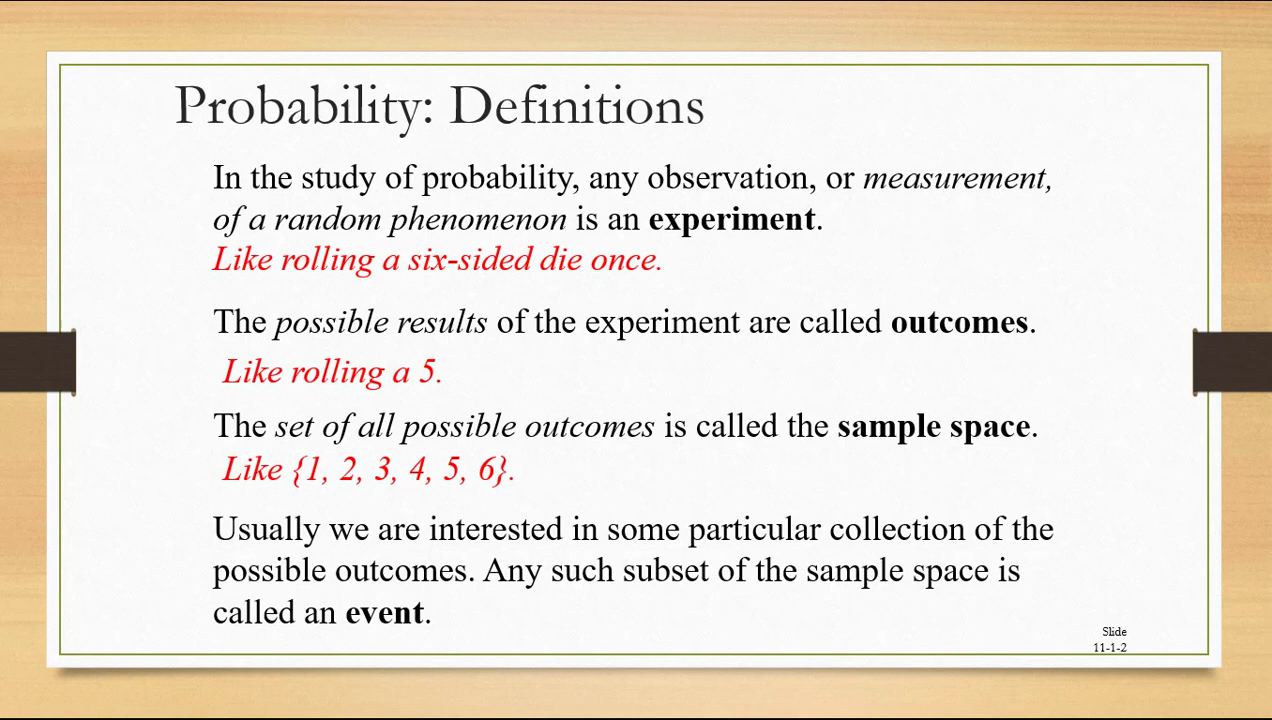 Probability: Definitions
In the study of probability, any observation, or measurement,
of a random phenomenon is an experiment.
Like rolling a six-sided die once.
The possible results of the experiment are called outcomes.
Like rolling a 5.
The set of all possible outcomes is called the sample space.
Like {1, 2, 3, 4, 5, 6}.
Usually we are interested in some particular collection of the
possible outcomes. Any such subset of the sample space is
called an event.
Slide
11-1-2